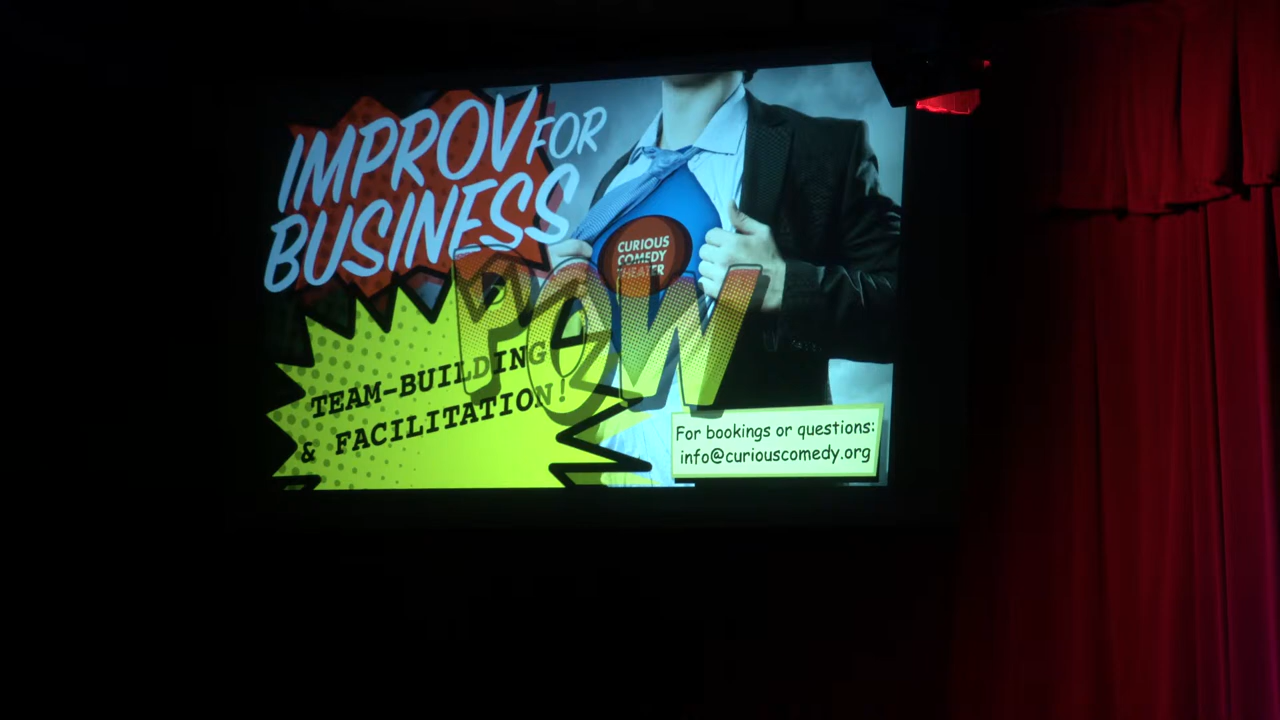 IMPROV FOR
BUSINESS
CURIOUS
COMEDY
THEATER
POW
TEAM-BUILDING
& FACILITATION!
For bookings or questions:
info@curiouscomedy.org